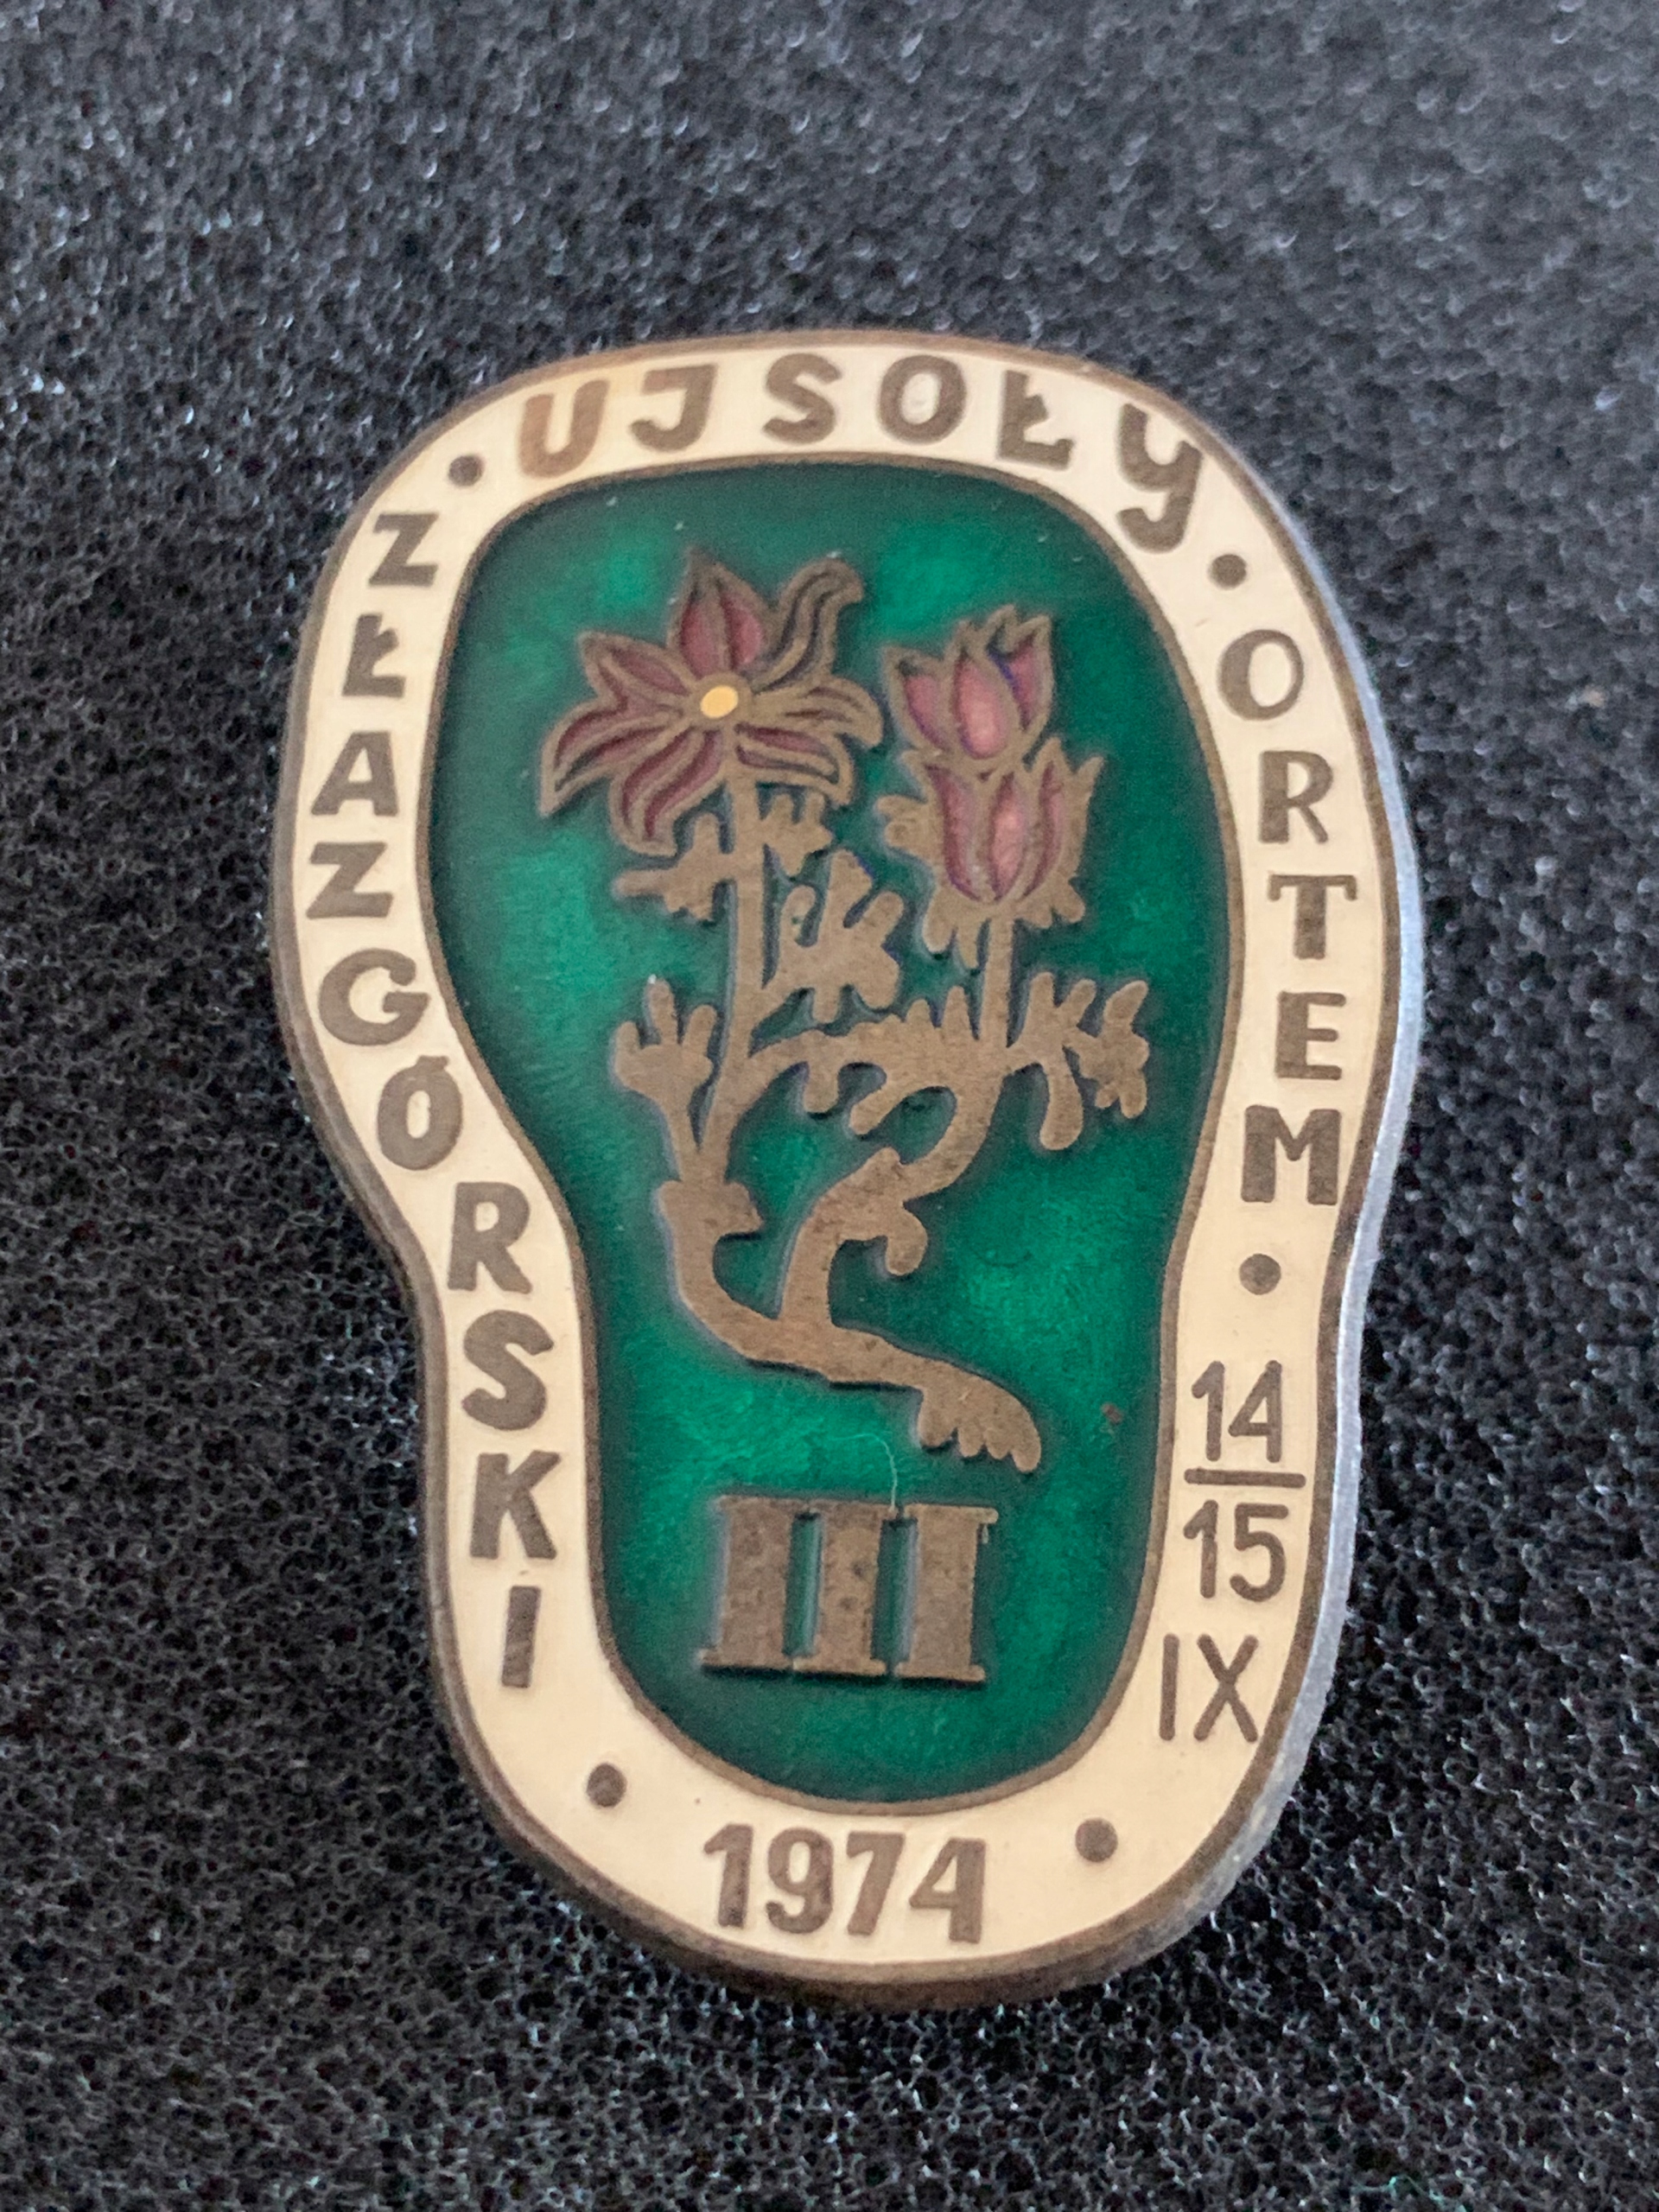 ZŁAZ GÓRSKI
• UJSOŁY •
ORTEM •
14
15
IX
III
• 1974 •